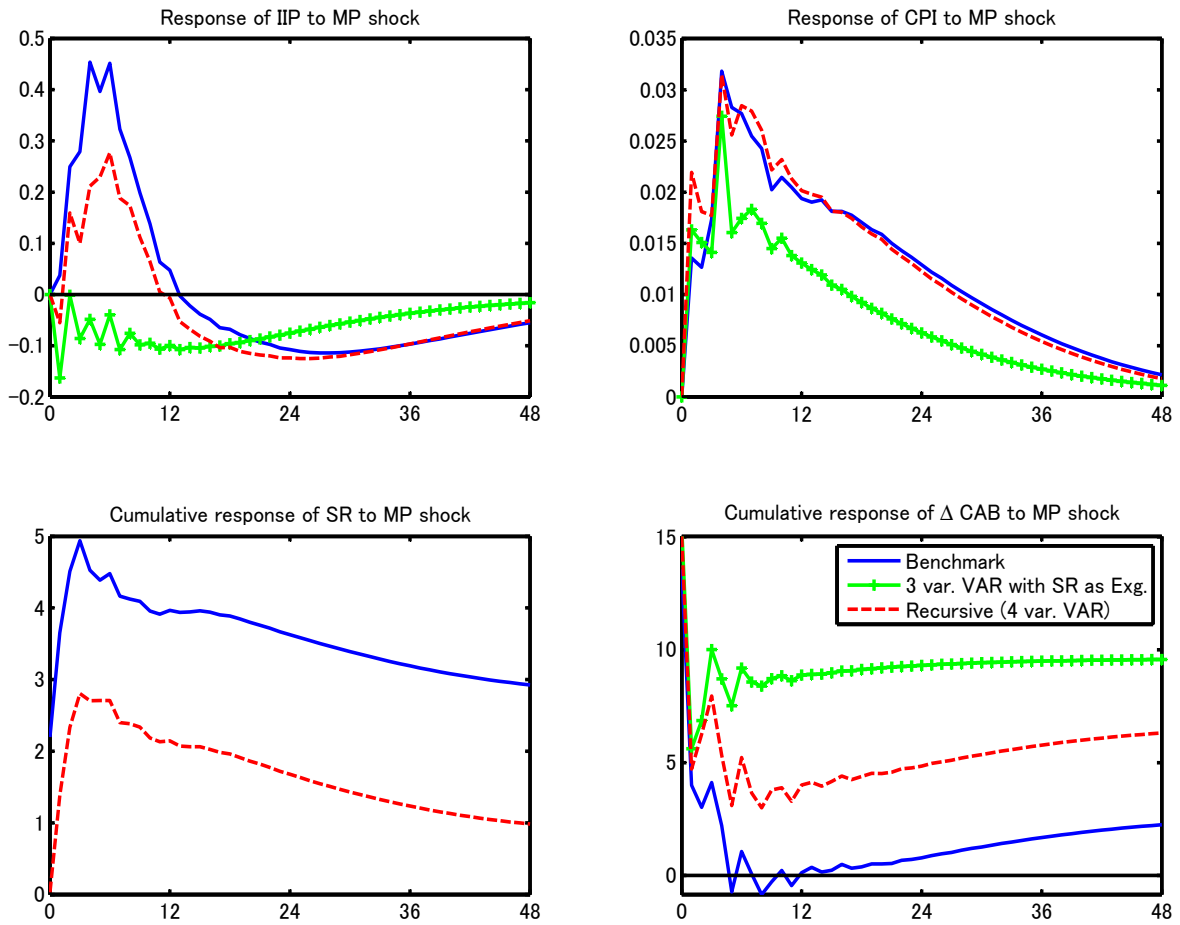 Response of IIP to MP shock
0.5
0.4
0.3
0.2
0.1
0
−0.1
−0.2
0 12 24 36 48
Response of CPI to MP shock
0.035
0.03
0.025
0.02
0.015
0.01
0.005
0
0 12 24 36 48
Cumulative response of SR to MP shock
5
4
3
2
1
0
0 12 24 36 48
Cumulative response of Δ CAB to MP shock
15
10
5
0
Benchmark
3 var. VAR with SR as Exg.
Recursive (4 var. VAR)
0 12 24 36 48